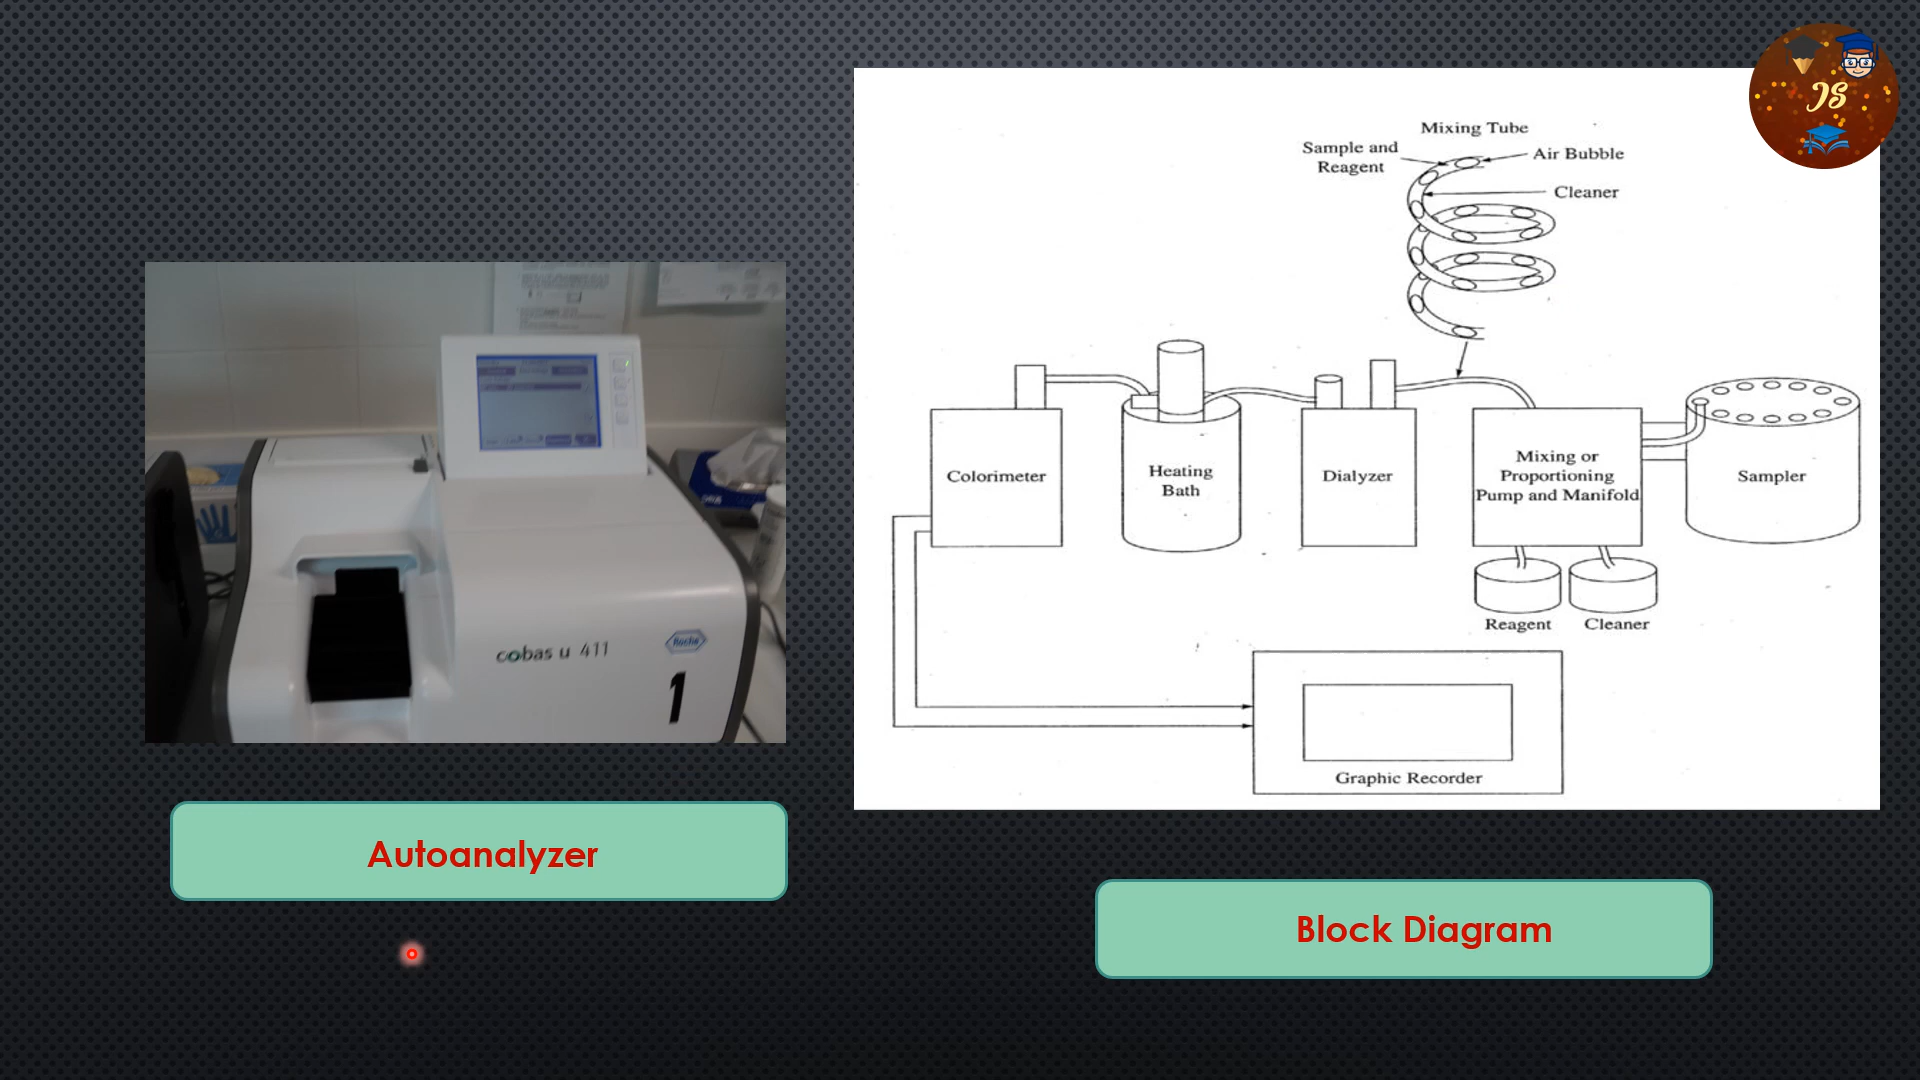 JS
Mixing Tube
Sample and
Reagent
Air Bubble
Cleaner
Colorimeter
Heating
Bath
Dialyzer
Mixing or
Proportioning
Pump and Manifold
Sampler
Reagent
Cleaner
Graphic Recorder
cobas u 411
Roche
1
Autoanalyzer
Block Diagram